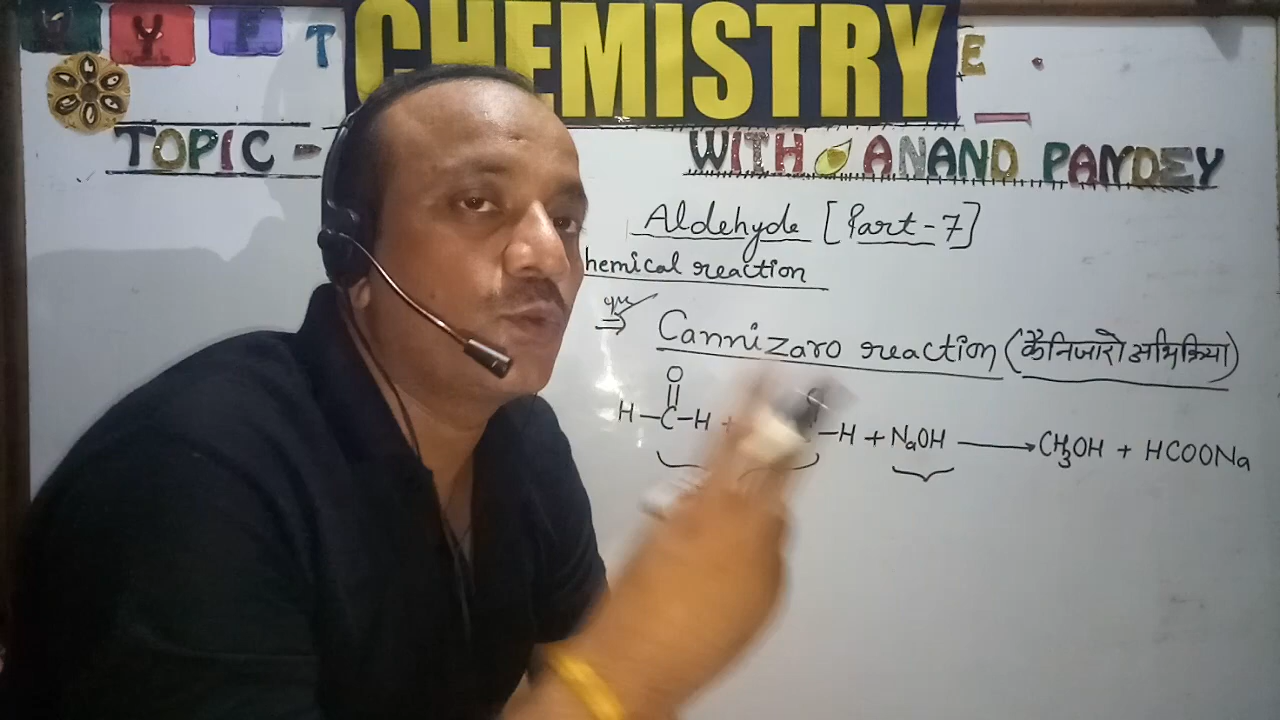 CHEMISTRY
TOPIC -
WITH ANAND PANDEY
Aldehyde [Part-7]
hemical reaction
⇒ Cannizaro reaction (कैनिजारो अभिक्रिया)
H-C-H + -H + NaOH → CH3OH + HCOONa
O